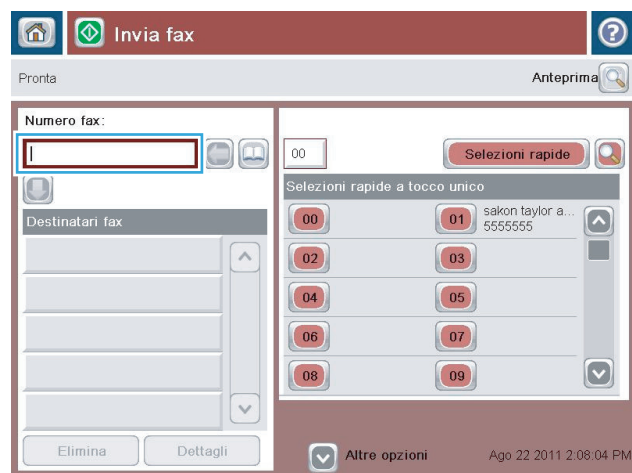 Invia fax
Pronta
Anteprima
Numero fax:
00
Selezioni rapide
Selezioni rapide a tocco unico
Destinatari fax
00
01
sakon taylor a...
5555555
02
03
04
05
06
07
08
09
Elimina
Dettagli
Altre opzioni
Ago 22 2011 2:08:04 PM